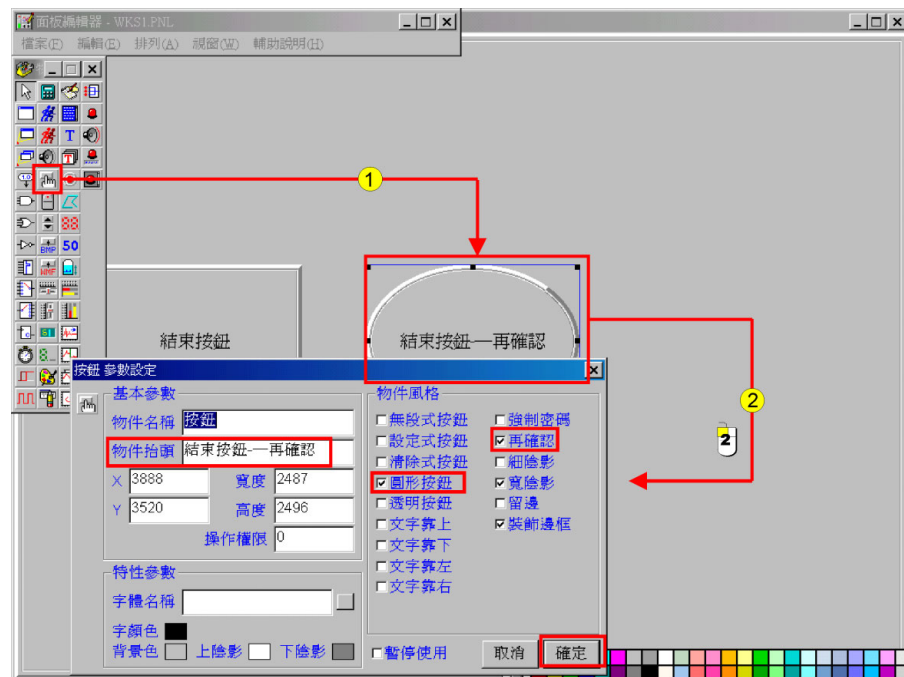 面板編輯器 - WKS1.PNL
檔案(F) 編輯(E) 排列(A) 視窗(W) 輔助說明(H)
1
結束按鈕
結束按鈕-—再確認
2
2
按鈕 參數設定
基本參數
物件名稱 按鈕
物件抬頭 結束按鈕-—再確認
X 3888 寬度 2487
Y 3520 高度 2496
操作權限 0
特性參數
字體名稱
字顏色
背景色 上陰影 下陰影
物件風格
無段式按鈕 強制密碼
設定式按鈕 再確認
清除式按鈕 細陰影
圓形按鈕 寬陰影
透明按鈕 留邊
文字靠上 裝飾邊框
文字靠下
文字靠左
文字靠右
暫停使用 取消 確定
T
T
88
BMP 50
WMF